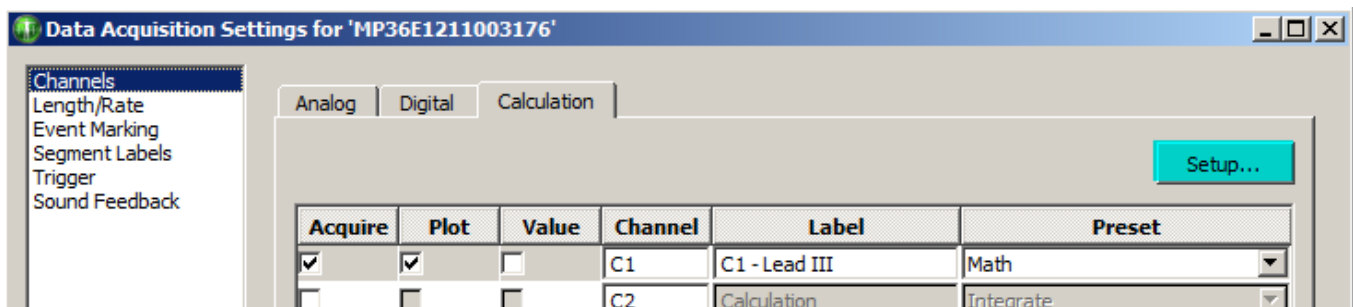 Data Acquisition Settings for 'MP36E1211003176'
Channels
Length/Rate
Event Marking
Segment Labels
Trigger
Sound Feedback
Analog Digital Calculation
Setup...
Acquire Plot Value Channel Label Preset
C1 C1 - Lead III Math
C2 Calculation Integrate